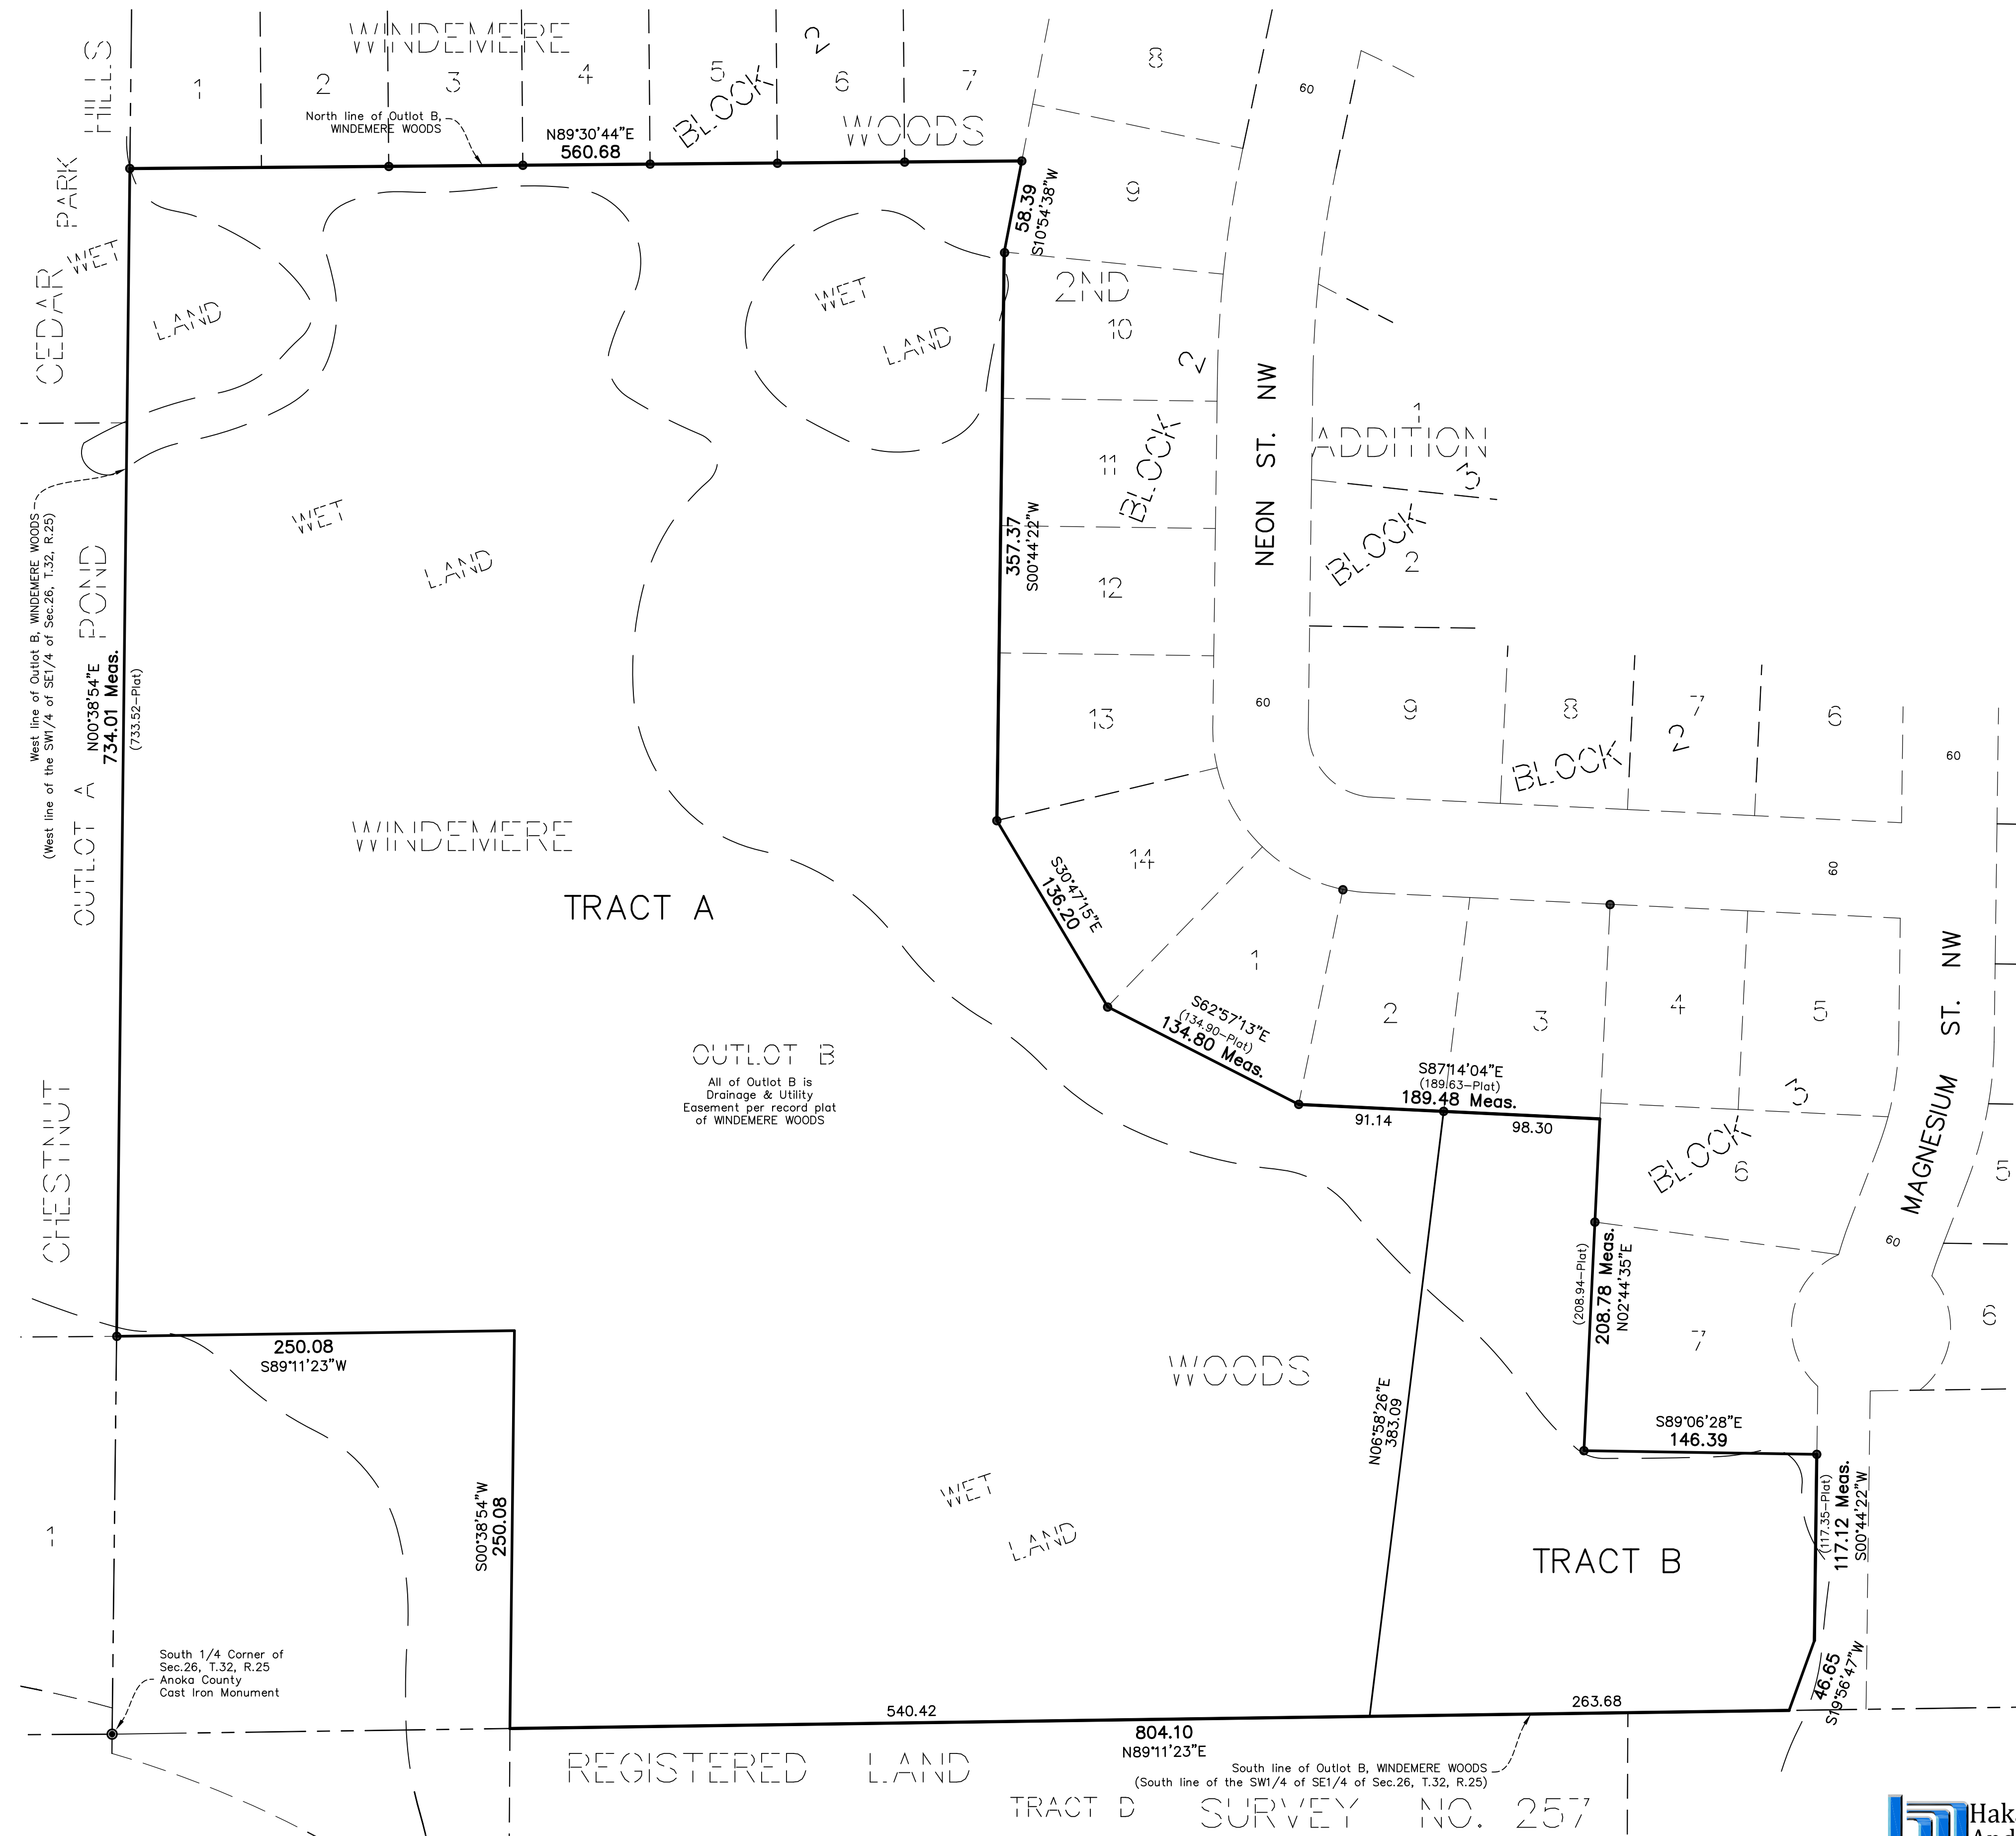 WINDEMERE
WOODS
BLOCK 2
1
2
3
4
5
6
7
8
9
60
North line of Outlot B,
WINDEMERE WOODS
N89°30'44"E
560.68
58.39
S10°54'38"W
CEDAR PARK HILLS
WET
LAND
WET
LAND
2ND
10
11
12
13
14
BLOCK 2
NEON ST. NW
ADDITION
1
BLOCK 3
2
357.37
S00°44'22"W
WET
LAND
West line of Outlot B, WINDEMERE WOODS
(West line of the SW1/4 of SE1/4 of Sec.26, T.32, R.25)
OUTLOT A
POND
N00°38'54"E
734.01 Meas.
(733.52-Plat)
60
9
8
7
6
BLOCK 2
60
60
WINDEMERE
TRACT A
S30°47'15"E
136.20
1
2
3
4
5
MAGNESIUM ST. NW
OUTLOT B
All of Outlot B is
Drainage & Utility
Easement per record plat
of WINDEMERE WOODS
S62°57'13"E
(134.90-Plat)
134.80 Meas.
S87°14'04"E
(189.63-Plat)
189.48 Meas.
91.14
98.30
BLOCK 3
6
5
60
CHESTNUT
(208.94-Plat)
208.78 Meas.
N02°44'35"E
7
6
250.08
S89°11'23"W
WOODS
N06°58'26"E
383.09
S89°06'28"E
146.39
S00°38'54"W
250.08
1
WET
LAND
TRACT B
(117.35-Plat)
117.12 Meas.
S00°44'22"W
46.65
S19°56'47"W
South 1/4 Corner of
Sec.26, T.32, R.25
Anoka County
Cast Iron Monument
540.42
263.68
804.10
N89°11'23"E
REGISTERED LAND
South line of Outlot B, WINDEMERE WOODS
(South line of the SW1/4 of SE1/4 of Sec.26, T.32, R.25)
TRACT D
SURVEY NO. 257